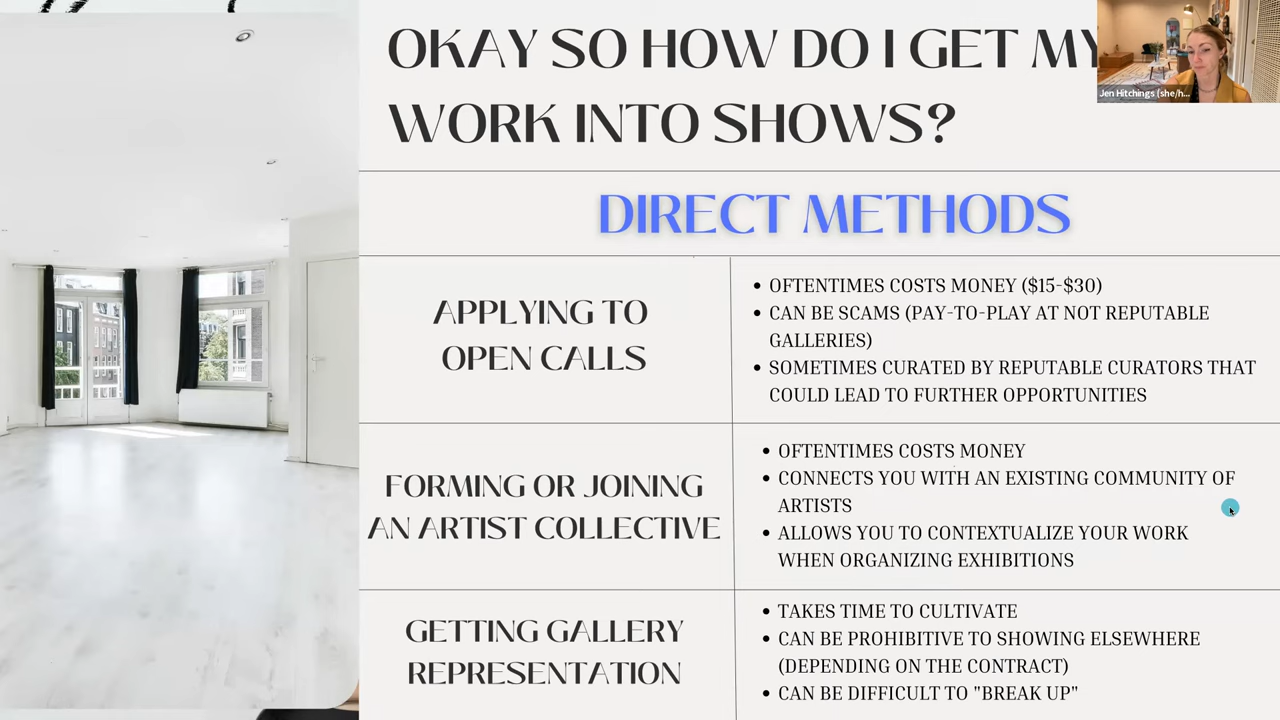 OKAY SO HOW DO I GET MY
WORK INTO SHOWS?
Jen Hitchings (she/h...
DIRECT METHODS
APPLYING TO
OPEN CALLS
• OFTENTIMES COSTS MONEY ($15-$30)
• CAN BE SCAMS (PAY-TO-PLAY AT NOT REPUTABLE
GALLERIES)
• SOMETIMES CURATED BY REPUTABLE CURATORS THAT
COULD LEAD TO FURTHER OPPORTUNITIES
FORMING OR JOINING
AN ARTIST COLLECTIVE
• OFTENTIMES COSTS MONEY
• CONNECTS YOU WITH AN EXISTING COMMUNITY OF
ARTISTS
• ALLOWS YOU TO CONTEXTUALIZE YOUR WORK
WHEN ORGANIZING EXHIBITIONS
GETTING GALLERY
REPRESENTATION
• TAKES TIME TO CULTIVATE
• CAN BE PROHIBITIVE TO SHOWING ELSEWHERE
(DEPENDING ON THE CONTRACT)
• CAN BE DIFFICULT TO "BREAK UP"